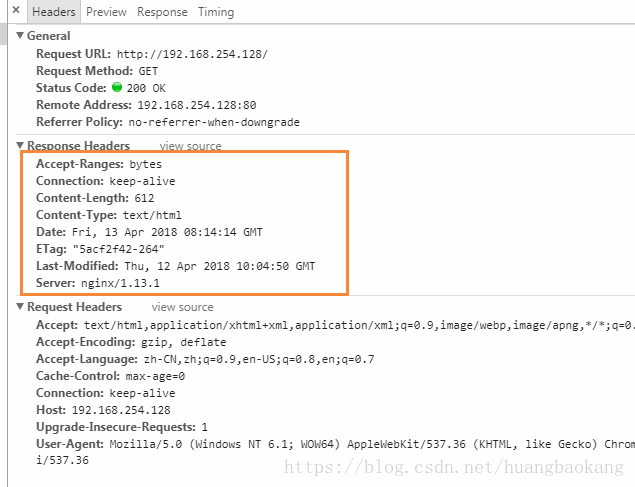 × Headers Preview Response Timing
▼ General
Request URL: http://192.168.254.128/
Request Method: GET
Status Code: 200 OK
Remote Address: 192.168.254.128:80
Referrer Policy: no-referrer-when-downgrade
▼ Response Headers view source
Accept-Ranges: bytes
Connection: keep-alive
Content-Length: 612
Content-Type: text/html
Date: Fri, 13 Apr 2018 08:14:14 GMT
ETag: "5acf2f42-264"
Last-Modified: Thu, 12 Apr 2018 10:04:50 GMT
Server: nginx/1.13.1
▼ Request Headers view source
Accept: text/html,application/xhtml+xml,application/xml;q=0.9,image/webp,image/apng,*/*;q=0.
Accept-Encoding: gzip, deflate
Accept-Language: zh-CN,zh;q=0.9,en-US;q=0.8,en;q=0.7
Cache-Control: max-age=0
Connection: keep-alive
Host: 192.168.254.128
Upgrade-Insecure-Requests: 1
User-Agent: Mozilla/5.0 (Windows NT 6.1; WOW64) AppleWebKit/537.36 (KHTML, like Gecko) Chrom
i/537.36
https://blog.csdn.net/huangbaokang